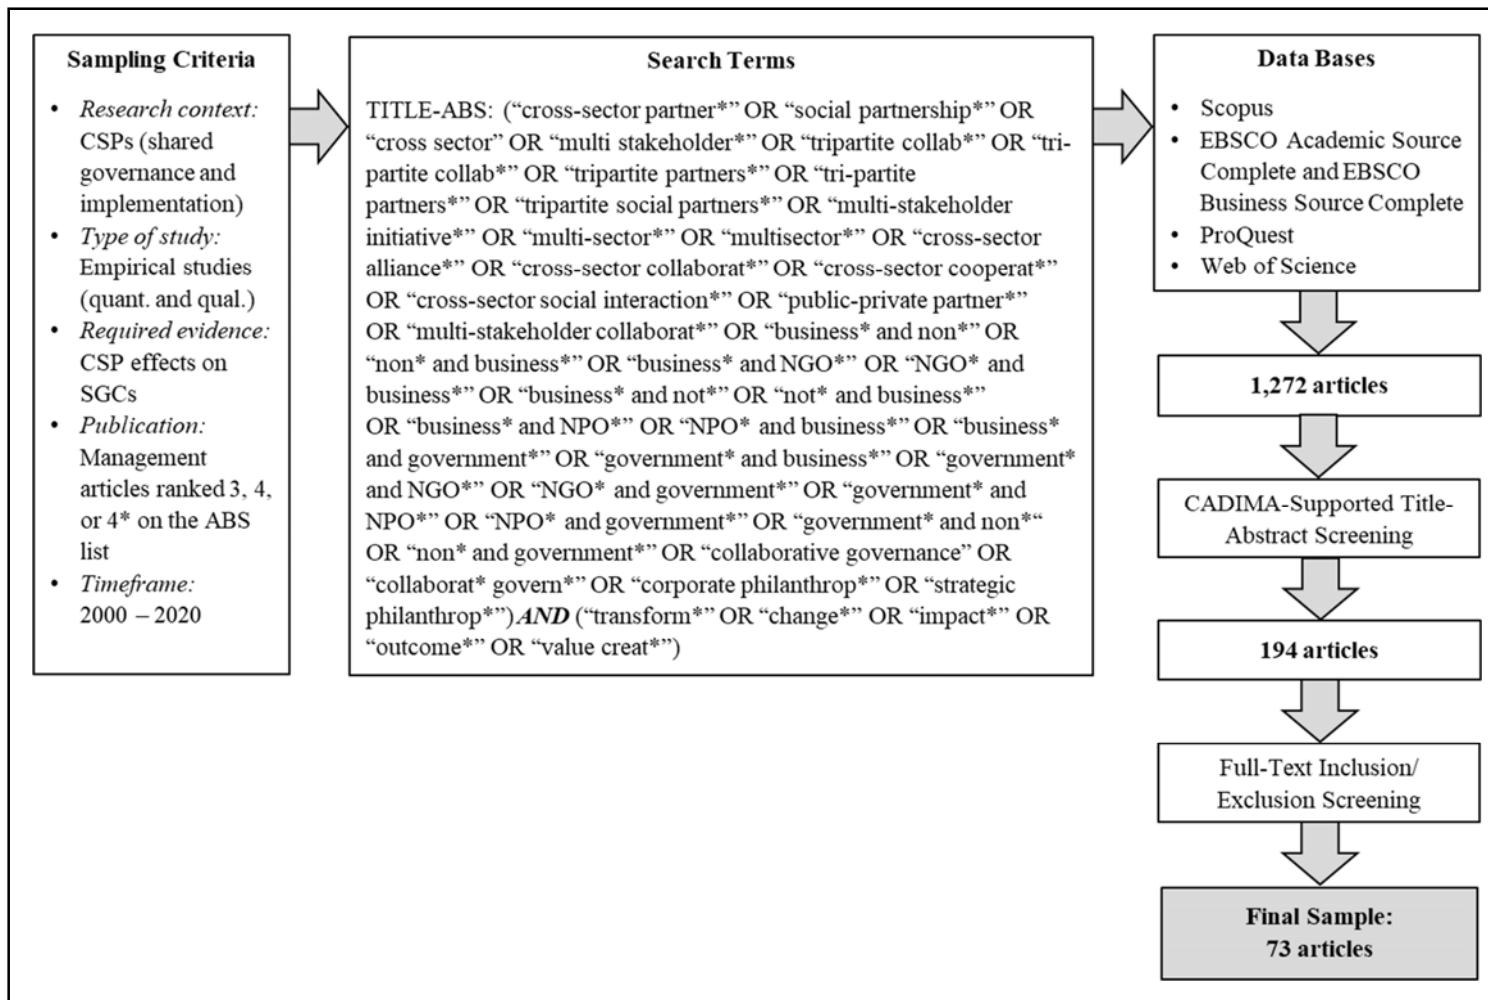 Sampling Criteria
• Research context:
CSPs (shared
governance and
implementation)
• Type of study:
Empirical studies
(quant. and qual.)
• Required evidence:
CSP effects on
SGCs
• Publication:
Management
articles ranked 3, 4,
or 4* on the ABS
list
• Timeframe:
2000 – 2020
Search Terms
TITLE-ABS: (“cross-sector partner*” OR “social partnership*” OR
“cross sector” OR “multi stakeholder*” OR “tripartite collab*” OR “tri-
partite collab*” OR “tripartite partners*” OR “tri-partite
partners*” OR “tripartite social partners*” OR “multi-stakeholder
initiative*” OR “multi-sector*” OR “multisector*” OR “cross-sector
alliance*” OR “cross-sector collaborat*” OR “cross-sector cooperat*”
OR “cross-sector social interaction*” OR “public-private partner*”
OR “multi-stakeholder collaborat*” OR “business* and non*” OR
“non* and business*” OR “business* and NGO*” OR “NGO* and
business*” OR “business* and not*” OR “not* and business*”
OR “business* and NPO*” OR “NPO* and business*” OR “business*
and government*” OR “government* and business*” OR “government*
and NGO*” OR “NGO* and government*” OR “government* and
NPO*” OR “NPO* and government*” OR “government* and non*“
OR “non* and government*” OR “collaborative governance” OR
“collaborat* govern*” OR “corporate philanthrop*” OR “strategic
philanthrop*”) AND (“transform*” OR “change*” OR “impact*” OR
“outcome*” OR “value creat*”)
Data Bases
• Scopus
• EBSCO Academic Source
Complete and EBSCO
Business Source Complete
• ProQuest
• Web of Science
1,272 articles
CADIMA-Supported Title-
Abstract Screening
194 articles
Full-Text Inclusion/
Exclusion Screening
Final Sample:
73 articles